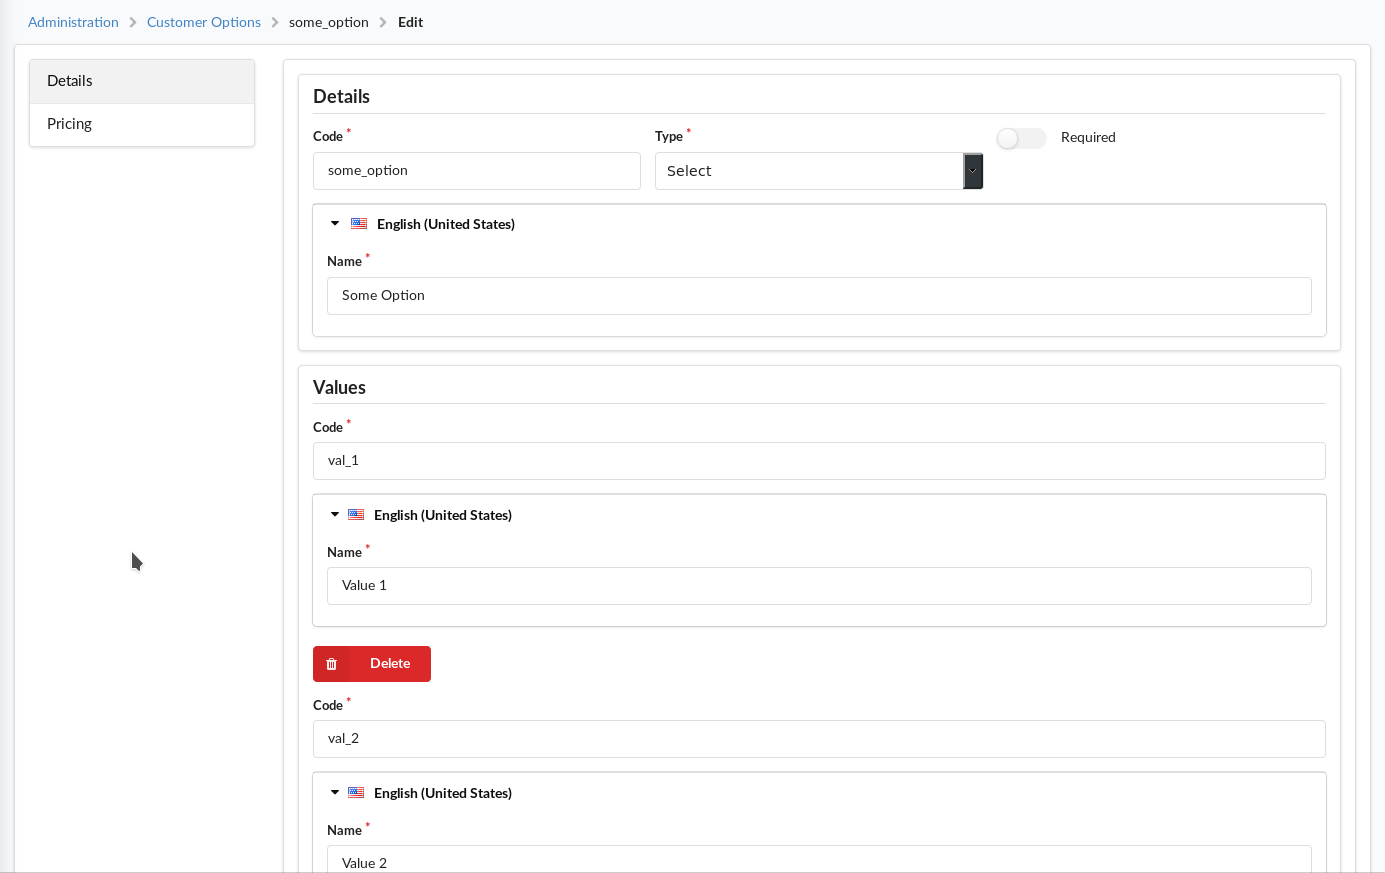 Administration > Customer Options > some_option > Edit
Details
Pricing
Details
Code * Type * Required
some_option Select
English (United States)
Name *
Some Option
Values
Code *
val_1
English (United States)
Name *
Value 1
Delete
Code *
val_2
English (United States)
Name *
Value 2